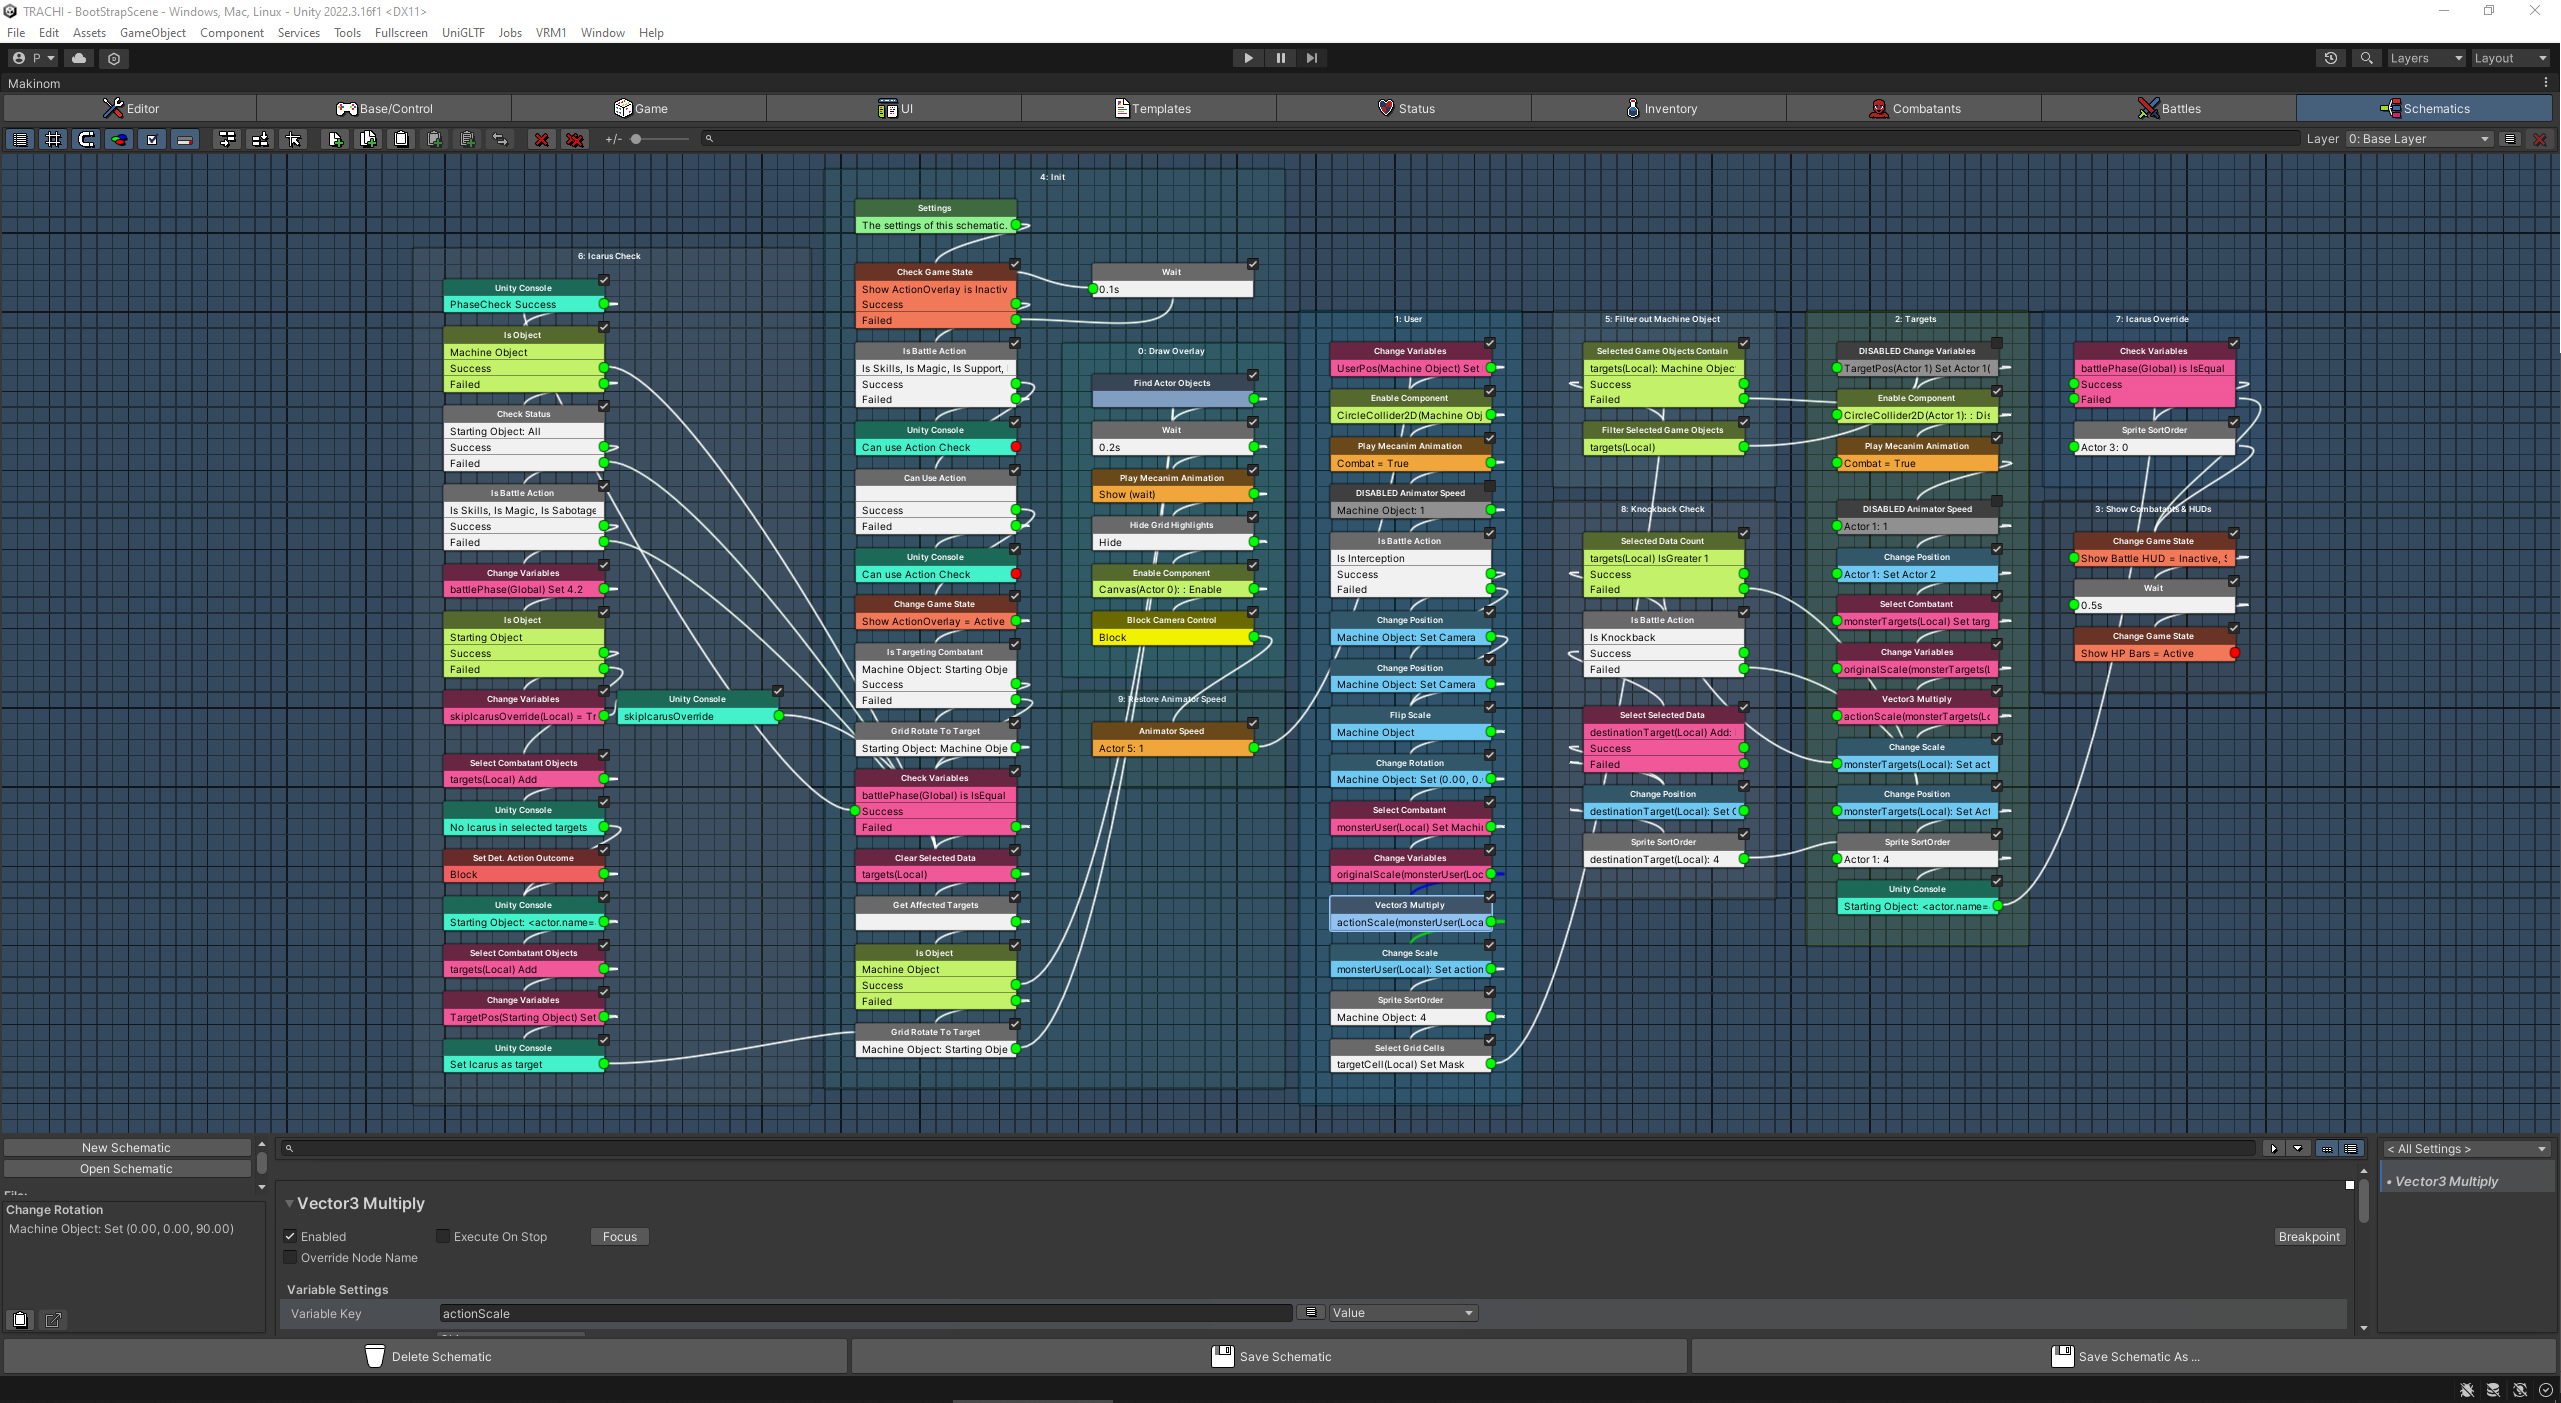 TRACHI - BootStrapScene - Windows, Mac, Linux - Unity 2022.3.16f1 <DX11>
File Edit Assets GameObject Component Services Tools Fullscreen UniGLTF Jobs VRM1 Window Help
P
Layers Layout
Makinom
Editor Base/Control Game UI Templates Status Inventory Combatants Battles Schematics
+/-
Layer 0: Base Layer
6: Icarus Check
Unity Console
PhaseCheck Success
Is Object
Machine Object
Success
Failed
Check Status
Starting Object: All
Success
Failed
Is Battle Action
Is Skills, Is Magic, Is Sabotage
Success
Failed
Change Variables
battlePhase(Global) Set 4.2
Is Object
Starting Object
Success
Failed
Change Variables
skipIcarusOverride(Local) = Tr
Unity Console
skipIcarusOverride
Select Combatant Objects
targets(Local) Add
Unity Console
No Icarus in selected targets
Set Det. Action Outcome
Block
Unity Console
Starting Object: <actor.name=
Select Combatant Objects
targets(Local) Add
Change Variables
TargetPos(Starting Object) Set
Unity Console
Set Icarus as target
4: Init
Settings
The settings of this schematic.
Check Game State
Show ActionOverlay is Inactiv
Success
Failed
Wait
0.1s
Is Battle Action
Is Skills, Is Magic, Is Support,
Success
Failed
Unity Console
Can use Action Check
Can Use Action
Success
Failed
Unity Console
Can use Action Check
Change Game State
Show ActionOverlay = Active
Is Targeting Combatant
Machine Object: Starting Obje
Success
Failed
Grid Rotate To Target
Starting Object: Machine Obje
Check Variables
battlePhase(Global) is IsEqual
Success
Failed
Clear Selected Data
targets(Local)
Get Affected Targets
Is Object
Machine Object
Success
Failed
Grid Rotate To Target
Machine Object: Starting Obje
0: Draw Overlay
Find Actor Objects
Wait
0.2s
Play Mecanim Animation
Show (wait)
Hide Grid Highlights
Hide
Enable Component
Canvas(Actor 0): : Enable
Block Camera Control
Block
9: Restore Animator Speed
Animator Speed
Actor 5: 1
1: User
Change Variables
UserPos(Machine Object) Set
Enable Component
CircleCollider2D(Machine Obj
Play Mecanim Animation
Combat = True
DISABLED Animator Speed
Machine Object: 1
Is Battle Action
Is Interception
Success
Failed
Change Position
Machine Object: Set Camera
Change Position
Machine Object: Set Camera
Flip Scale
Machine Object
Change Rotation
Machine Object: Set (0.00, 0.
Select Combatant
monsterUser(Local) Set Machi
Change Variables
originalScale(monsterUser(Loc
Vector3 Multiply
actionScale(monsterUser(Loca
Change Scale
monsterUser(Local): Set action
Sprite SortOrder
Machine Object: 4
Select Grid Cells
targetCell(Local) Set Mask
5: Filter out Machine Object
Selected Game Objects Contain
targets(Local): Machine Objec
Success
Failed
Filter Selected Game Objects
targets(Local)
8: Knockback Check
Selected Data Count
targets(Local) IsGreater 1
Success
Failed
Is Battle Action
Is Knockback
Success
Failed
Select Selected Data
destinationTarget(Local) Add:
Success
Failed
Change Position
destinationTarget(Local): Set
Sprite SortOrder
destinationTarget(Local): 4
2: Targets
DISABLED Change Variables
TargetPos(Actor 1) Set Actor 1(
Enable Component
CircleCollider2D(Actor 1): : Dis
Play Mecanim Animation
Combat = True
DISABLED Animator Speed
Actor 1: 1
Change Position
Actor 1: Set Actor 2
Select Combatant
monsterTargets(Local) Set targ
Change Variables
originalScale(monsterTargets(L
Vector3 Multiply
actionScale(monsterTargets(Lo
Change Scale
monsterTargets(Local): Set act
Change Position
monsterTargets(Local): Set Act
Sprite SortOrder
Actor 1: 4
Unity Console
Starting Object: <actor.name=
7: Icarus Override
Check Variables
battlePhase(Global) is IsEqual
Success
Failed
Sprite SortOrder
Actor 3: 0
3: Show Combatants & HUDs
Change Game State
Show Battle HUD = Inactive, S
Wait
0.5s
Change Game State
Show HP Bars = Active
New Schematic
Open Schematic
File:
Change Rotation
Machine Object: Set (0.00, 0.00, 90.00)
Vector3 Multiply
Enabled Execute On Stop Focus Breakpoint
Override Node Name
Variable Settings
Variable Key actionScale Value
< All Settings >
• Vector3 Multiply
Delete Schematic Save Schematic Save Schematic As ...